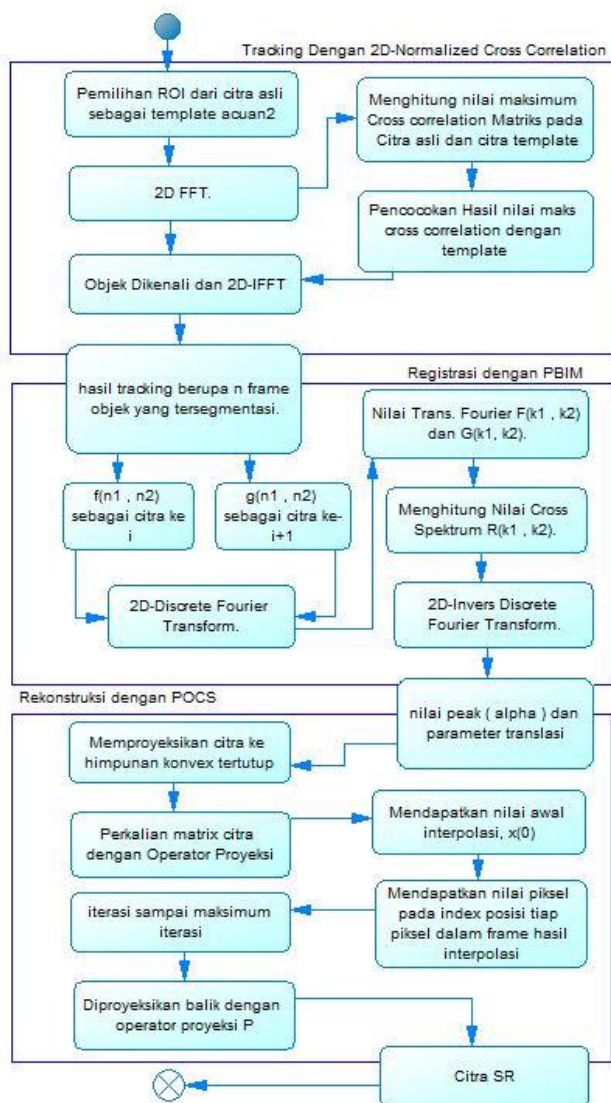 Tracking Dengan 2D-Normalized Cross Correlation
Pemilihan ROI dari citra asli
sebagai template acuan2
Menghitung nilai maksimum
Cross correlation Matriks pada
Citra asli dan citra template
2D FFT.
Pencocokan Hasil nilai maks
cross correlation dengan
template
Objek Dikenali dan 2D-IFFT
hasil tracking berupa n frame
objek yang tersegmentasi.
Registrasi dengan PBIM
Nilai Trans. Fourier F(k1 , k2)
dan G(k1, k2).
f(n1 , n2)
sebagai citra ke
i
g(n1 , n2)
sebagai citra ke-
i+1
Menghitung Nilai Cross
Spektrum R(k1 , k2).
2D-Discrete Fourier
Transform.
2D-Invers Discrete
Fourier Transform.
Rekonstruksi dengan POCS
nilai peak ( alpha ) dan
parameter translasi
Memproyeksikan citra ke
himpunan konvex tertutup
Perkalian matrix citra
dengan Operator Proyeksi
Mendapatkan nilai awal
interpolasi, x(0)
Mendapatkan nilai piksel
pada index posisi tiap
piksel dalam frame hasil
interpolasi
iterasi sampai maksimum
iterasi
Diproyeksikan balik dengan
operator proyeksi P
Citra SR